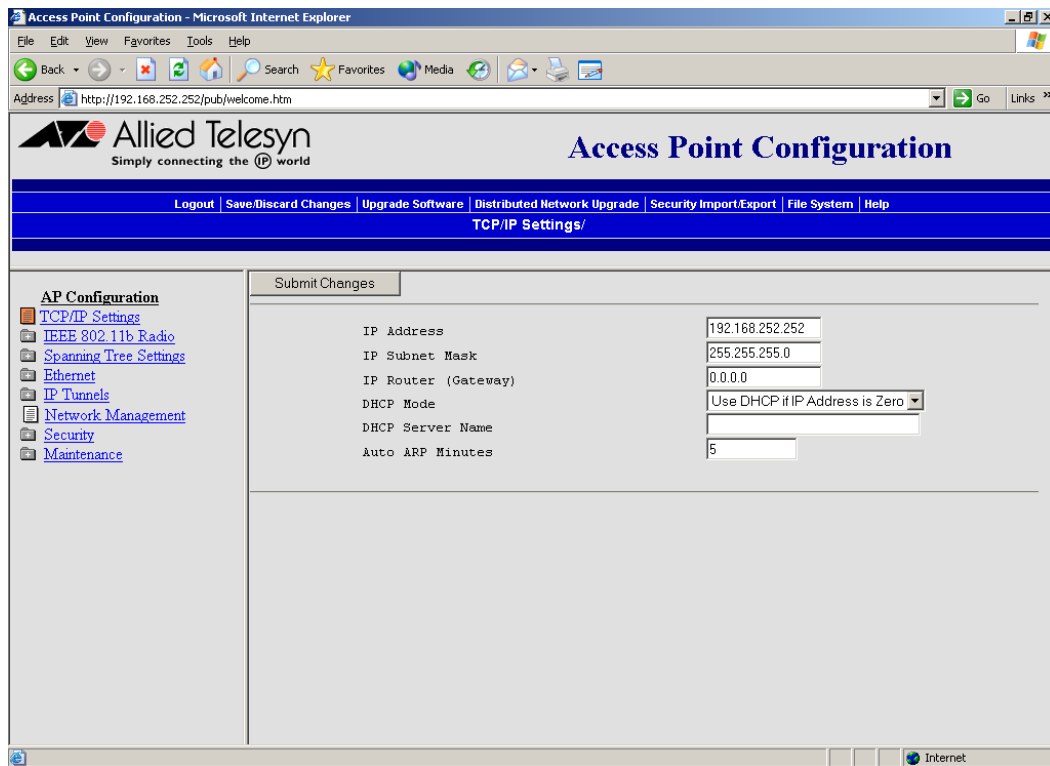 Access Point Configuration - Microsoft Internet Explorer
File Edit View Favorites Tools Help
Back Search Favorites Media
Address http://192.168.252.252/pub/welcome.htm Go Links »
Allied Telesyn
Simply connecting the IP world
Access Point Configuration
Logout | Save/Discard Changes | Upgrade Software | Distributed Network Upgrade | Security Import/Export | File System | Help
TCP/IP Settings/
AP Configuration
TCP/IP Settings
IEEE 802.11b Radio
Spanning Tree Settings
Ethernet
IP Tunnels
Network Management
Security
Maintenance
Submit Changes
IP Address 192.168.252.252
IP Subnet Mask 255.255.255.0
IP Router (Gateway) 0.0.0.0
DHCP Mode Use DHCP if IP Address is Zero
DHCP Server Name
Auto ARP Minutes 5
Internet